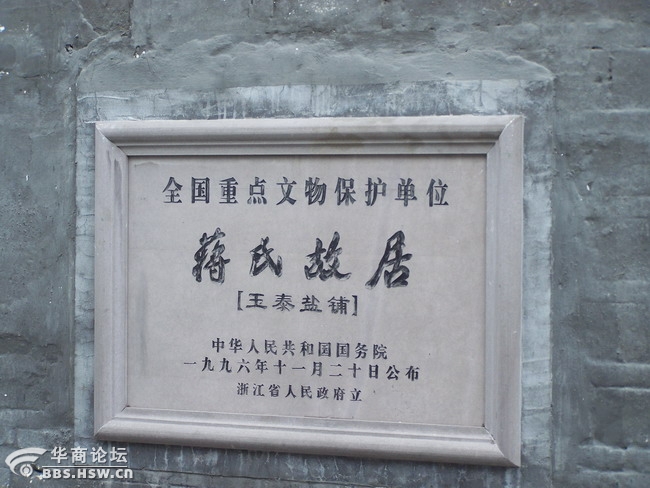 全国重点文物保护单位
蒋氏故居
[玉泰盐铺]
中华人民共和国国务院
一九九六年十一月二十日公布
浙江省人民政府立
华商论坛
BBS.HSW.CN